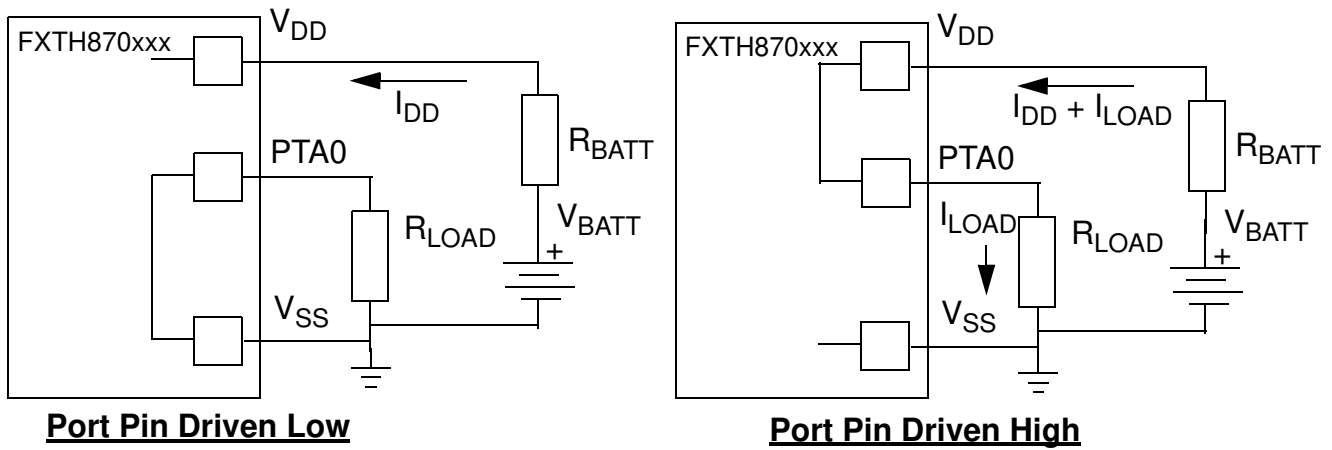 FXTH870xxx
VDD
IDD
PTA0
RBATT
RLOAD
VBATT
+
VSS
Port Pin Driven Low
FXTH870xxx
VDD
IDD + ILOAD
PTA0
RBATT
ILOAD
RLOAD
VBATT
+
VSS
Port Pin Driven High